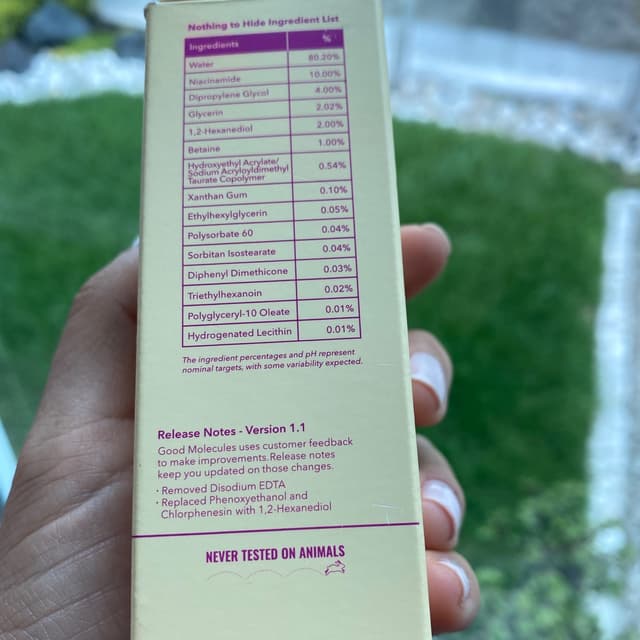 Nothing to Hide Ingredient List
Ingredients %
Water 80.20%
Niacinamide 10.00%
Dipropylene Glycol 4.00%
Glycerin 2.02%
1,2-Hexanediol 2.00%
Betaine 1.00%
Hydroxyethyl Acrylate/
Sodium Acryloyldimethyl 0.54%
Taurate Copolymer
Xanthan Gum 0.10%
Ethylhexylglycerin 0.05%
Polysorbate 60 0.04%
Sorbitan Isostearate 0.04%
Diphenyl Dimethicone 0.03%
Triethylhexanoin 0.02%
Polyglyceryl-10 Oleate 0.01%
Hydrogenated Lecithin 0.01%
The ingredient percentages and pH represent
nominal targets, with some variability expected.
Release Notes - Version 1.1
Good Molecules uses customer feedback
to make improvements.Release notes
keep you updated on those changes.
· Removed Disodium EDTA
· Replaced Phenoxyethanol and
Chlorphenesin with 1,2-Hexanediol
NEVER TESTED ON ANIMALS